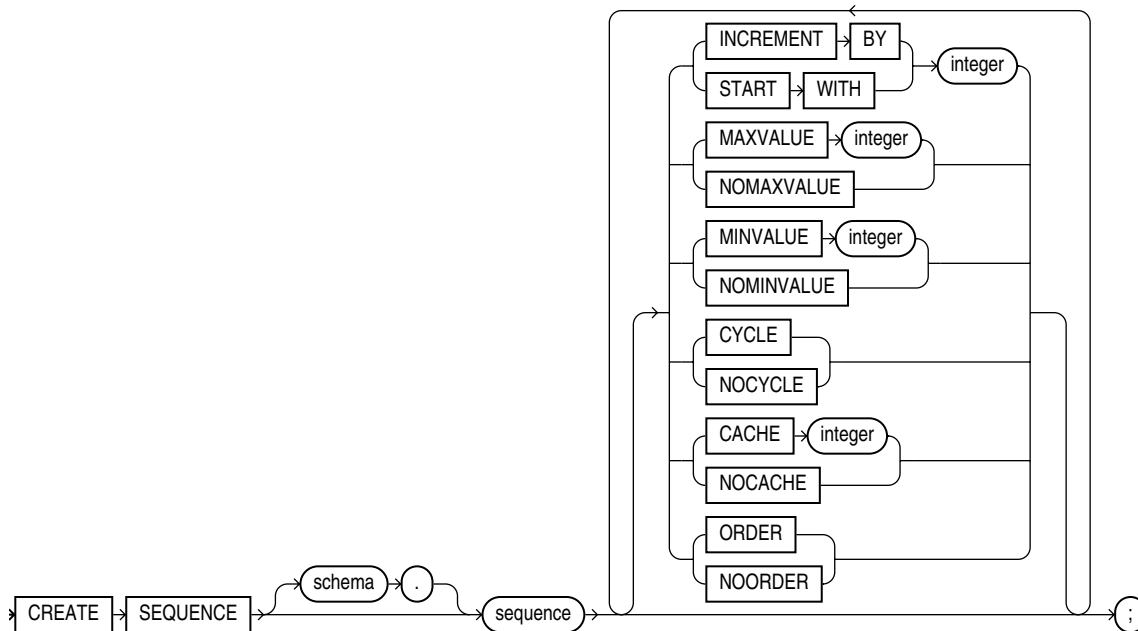 INCREMENT BY
integer
START WITH
MAXVALUE integer
NOMAXVALUE
MINVALUE integer
NOMINVALUE
CYCLE
NOCYCLE
CACHE integer
NOCACHE
ORDER
NOORDER
schema .
CREATE SEQUENCE sequence ;